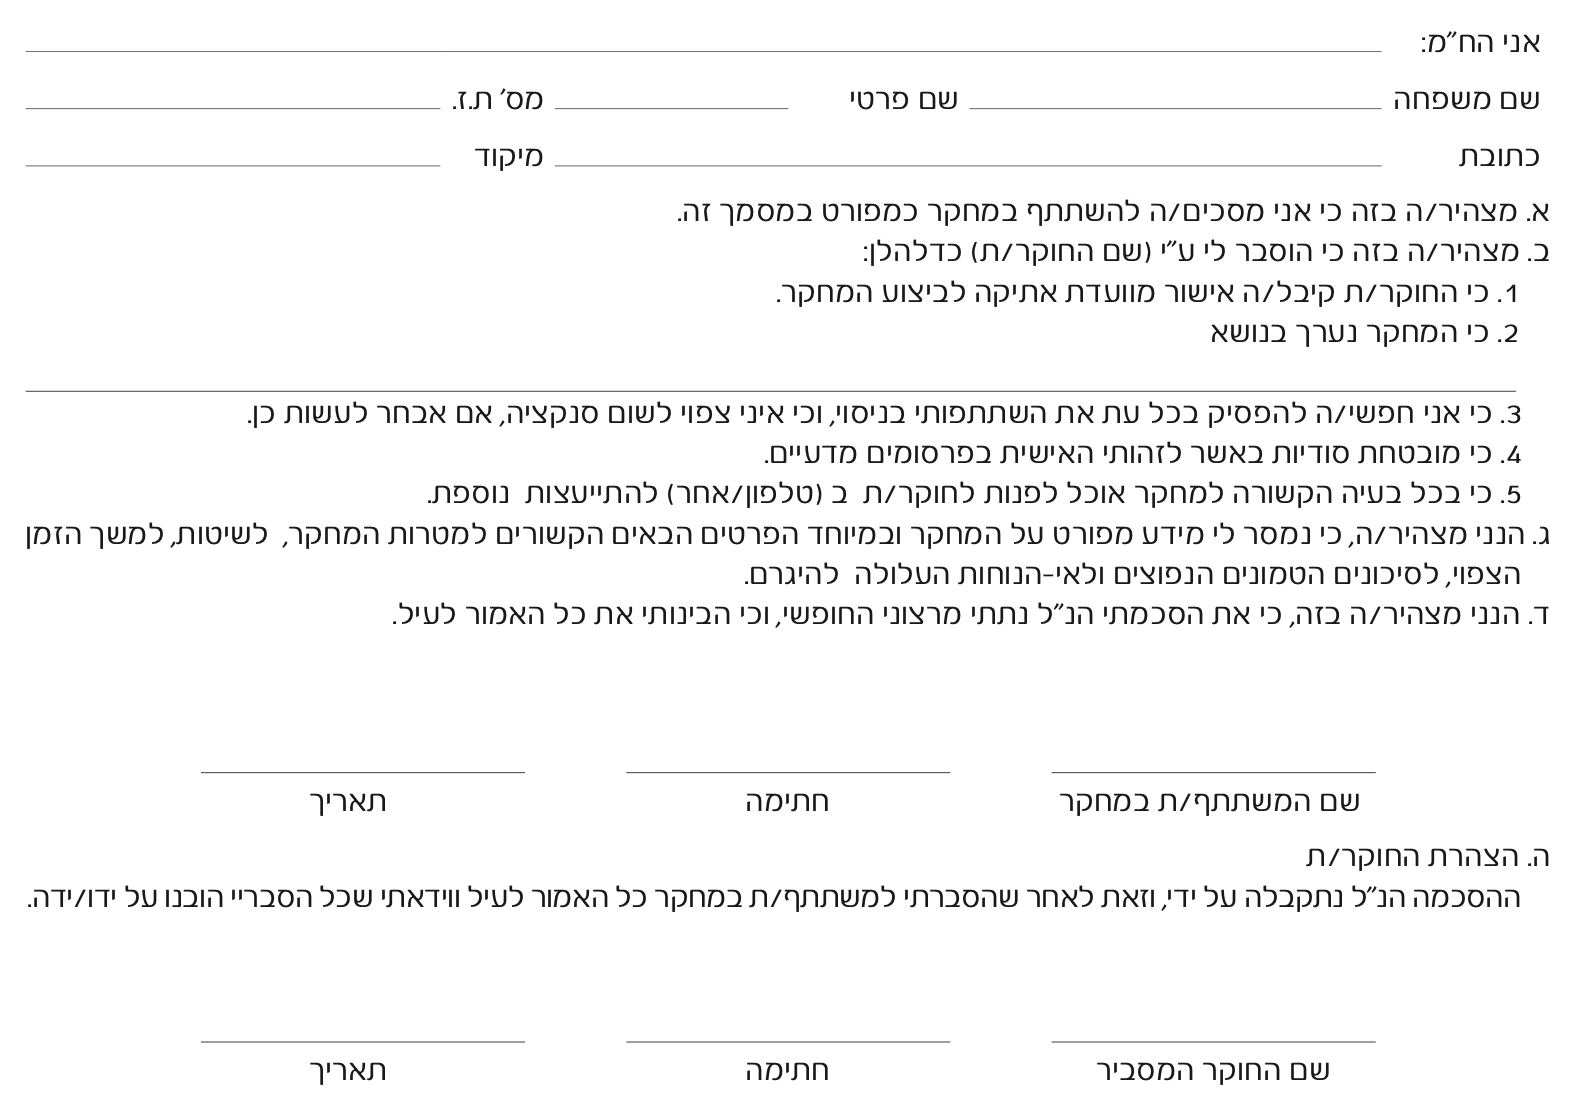 אני הח״מ:
שם משפחה שם פרטי מס׳ ת.ז.
כתובת מיקוד
א. מצהיר/ה בזה כי אני מסכים/ה להשתתף במחקר כמפורט במסמך זה.
ב. מצהיר/ה בזה כי הוסבר לי ע״י (שם החוקר/ת) כדלהלן:
1. כי החוקר/ת קיבל/ה אישור מוועדת אתיקה לביצוע המחקר.
2. כי המחקר נערך בנושא
3. כי אני חפשי/ה להפסיק בכל עת את השתתפותי בניסוי, וכי איני צפוי לשום סנקציה, אם אבחר לעשות כן.
4. כי מובטחת סודיות באשר לזהותי האישית בפרסומים מדעיים.
5. כי בכל בעיה הקשורה למחקר אוכל לפנות לחוקר/ת ב (טלפון/אחר) להתייעצות נוספת.
ג. הנני מצהיר/ה, כי נמסר לי מידע מפורט על המחקר ובמיוחד הפרטים הבאים הקשורים למטרות המחקר, לשיטות, למשך הזמן
הצפוי, לסיכונים הטמונים הנפוצים ולאי-הנוחות העלולה להיגרם.
ד. הנני מצהיר/ה בזה, כי את הסכמתי הנ״ל נתתי מרצוני החופשי, וכי הבינותי את כל האמור לעיל.
שם המשתתף/ת במחקר חתימה תאריך
ה. הצהרת החוקר/ת
ההסכמה הנ״ל נתקבלה על ידי, וזאת לאחר שהסברתי למשתתף/ת במחקר כל האמור לעיל ווידאתי שכל הסבריי הובנו על ידו/ידה.
שם החוקר המסביר חתימה תאריך